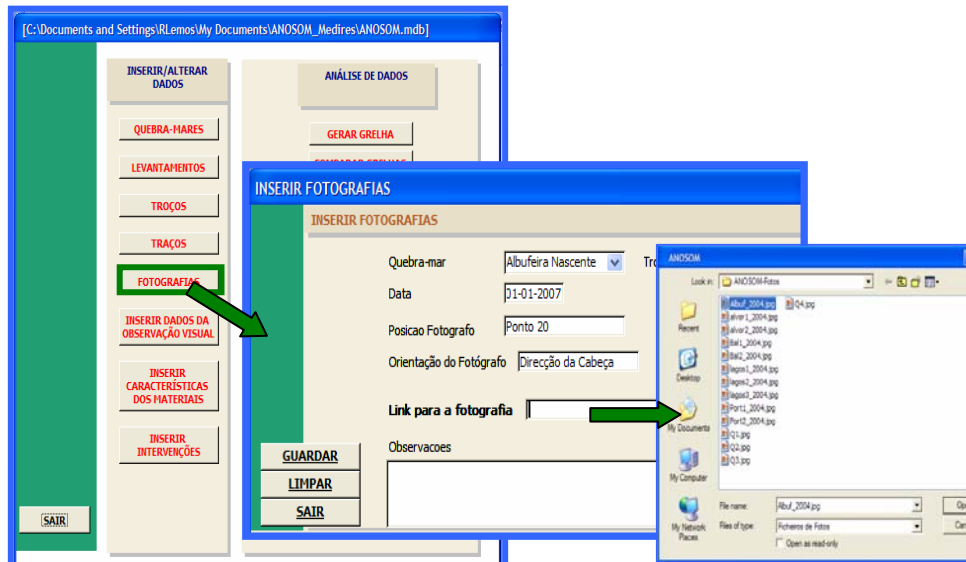 [C:\Documents and Settings\RLemos\My Documents\ANOSOM_Medires\ANOSOM.mdb]
INSERIR/ALTERAR
DADOS
QUEBRA-MARES
LEVANTAMENTOS
TROÇOS
TRAÇOS
FOTOGRAFIAS
INSERIR DADOS DA
OBSERVAÇÃO VISUAL
INSERIR
CARACTERÍSTICAS
DOS MATERIAIS
INSERIR
INTERVENÇÕES
SAIR
ANÁLISE DE DADOS
GERAR GRELHA
COMPARAR GRELHAS
INSERIR FOTOGRAFIAS
INSERIR FOTOGRAFIAS
Quebra-mar Albufeira Nascente
Data 01-01-2007
Posicao Fotografo Ponto 20
Orientação do Fotógrafo Direcção da Cabeça
Link para a fotografia
Observacoes
GUARDAR
LIMPAR
SAIR
ANOSOM
Look in: ANOSOM-Fotos
Recent
Desktop
My Documents
My Computer
My Network
Places
Albuf_2004.jpg
alvor1_2004.jpg
alvor2_2004.jpg
Bal1_2004.jpg
Bal2_2004.jpg
lagos1_2004.jpg
lagos2_2004.jpg
lagos3_2004.jpg
Port1_2004.jpg
Port2_2004.jpg
Q1.jpg
Q2.jpg
Q3.jpg
Q4.jpg
File name: Albuf_2004.jpg
Files of type: Ficheiros de Fotos
Open as read-only